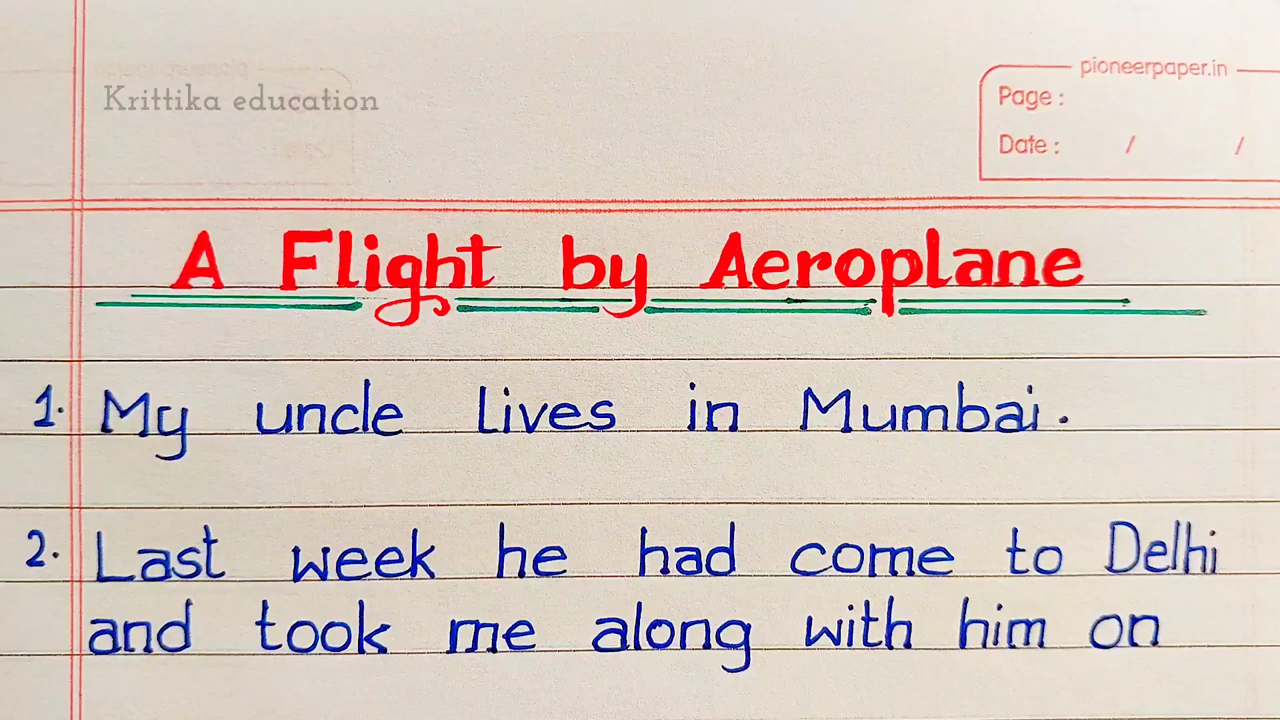 pioneerpaper.in
Krittika education
Page :
Date : / /
A Flight by Aeroplane
1. My uncle lives in Mumbai.
2. Last week he had come to Delhi
and took me along with him on